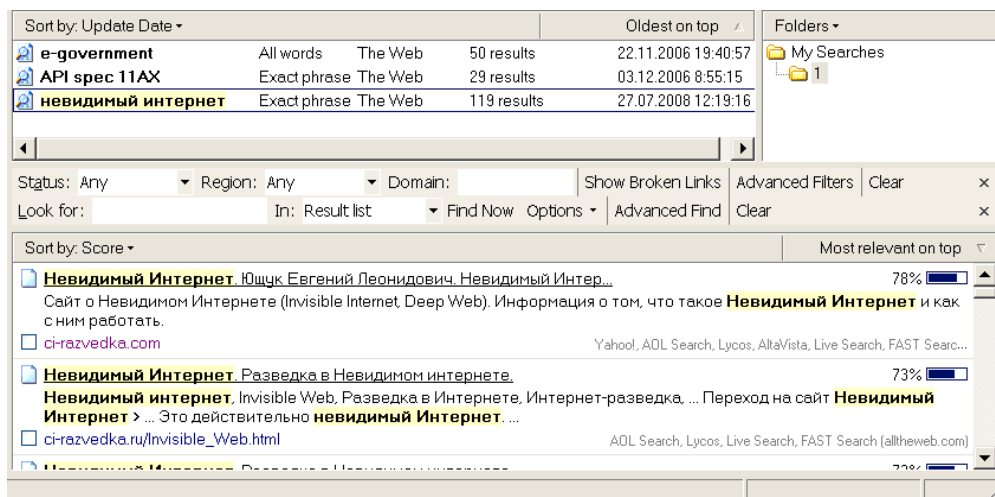 Sort by: Update Date Oldest on top Folders
e-government All words The Web 50 results 22.11.2006 19:40:57 My Searches
API spec 11AX Exact phrase The Web 29 results 03.12.2006 8:55:15 1
невидимый интернет Exact phrase The Web 119 results 27.07.2008 12:19:16
Status: Any Region: Any Domain: Show Broken Links Advanced Filters Clear x
Look for: In: Result list Find Now Options Advanced Find Clear x
Sort by: Score Most relevant on top
Невидимый Интернет. Ющук Евгений Леонидович. Невидимый Интер... 78%
Сайт о Невидимом Интернете (Invisible Internet, Deep Web). Информация о том, что такое Невидимый Интернет и как
с ним работать.
ci-razvedka.com Yahoo!, AOL Search, Lycos, AltaVista, Live Search, FAST Searc...
Невидимый Интернет. Разведка в Невидимом интернете. 73%
Невидимый интернет, Invisible Web, Разведка в Интернете, Интернет-разведка, ... Переход на сайт Невидимый
Интернет > ... Это действительно невидимый Интернет. ...
ci-razvedka.ru/Invisible_Web.html AOL Search, Lycos, Live Search, FAST Search (alltheweb.com)